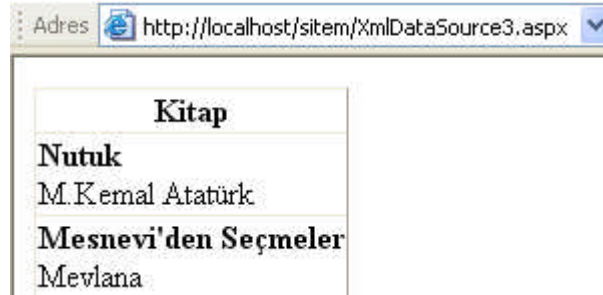 Adres http://localhost/sitem/XmlDataSource3.aspx
Kitap
Nutuk
M.Kemal Atatürk
Mesnevi'den Seçmeler
Mevlana